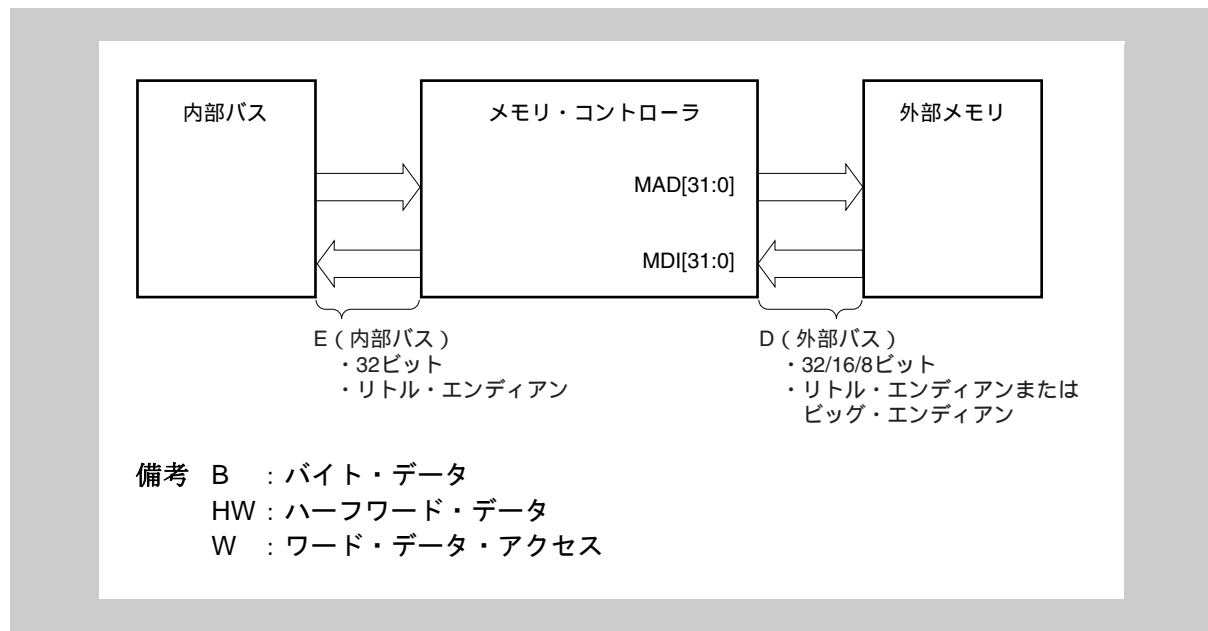 内部バス
メモリ・コントローラ
外部メモリ
MAD[31:0]
MDI[31:0]
E(内部バス)
・32ビット
・リトル・エンディアン
D(外部バス)
・32/16/8ビット
・リトル・エンディアンまたは
ビッグ・エンディアン
備考 B :バイト・データ
HW:ハーフワード・データ
W :ワード・データ・アクセス